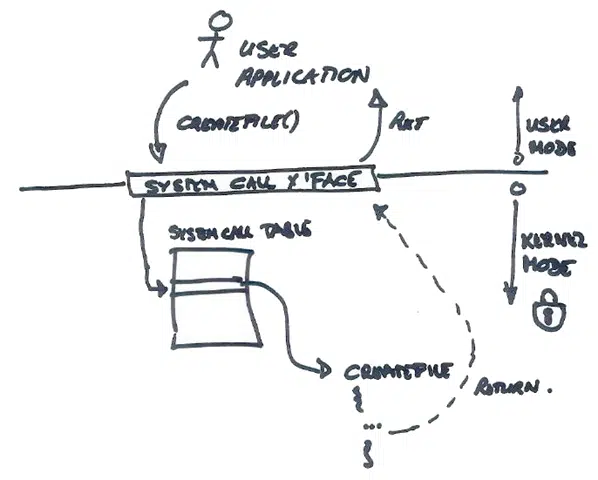 USER
APPLICATION
CREATEFILE()
RET
USER
MODE
SYSTEM CALL I'FACE
SYSTEM CALL TABLE
KERNEL
MODE
CREATEFILE
{
...
}
RETURN.